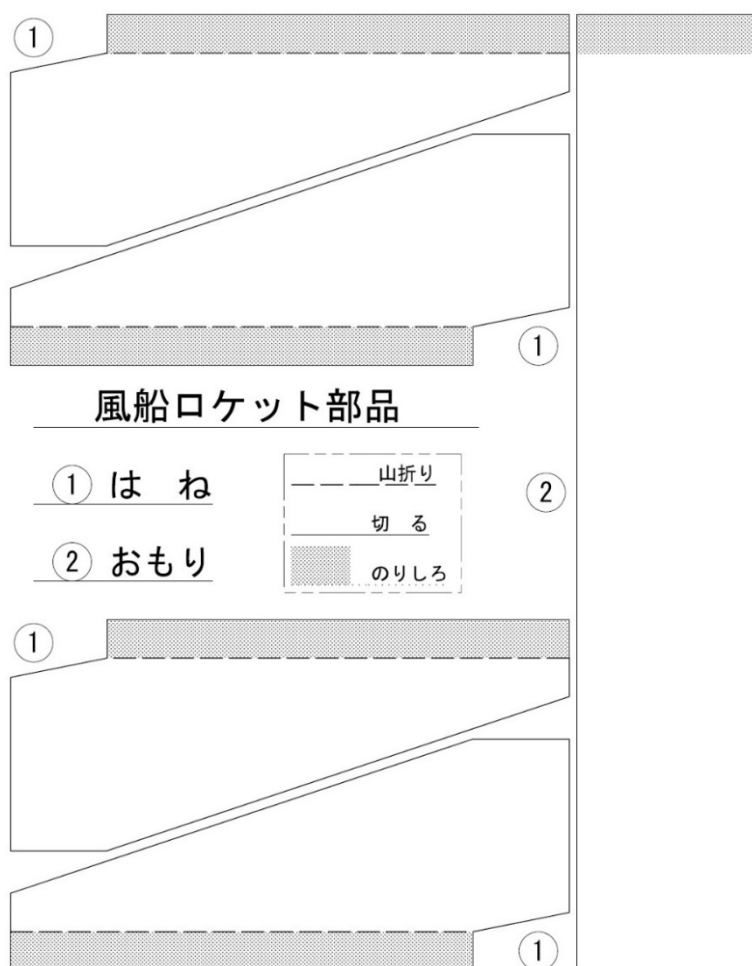 ①
①
風船ロケット部品
① は ね
② おもり
山折り
切 る
のりしろ
②
①
①